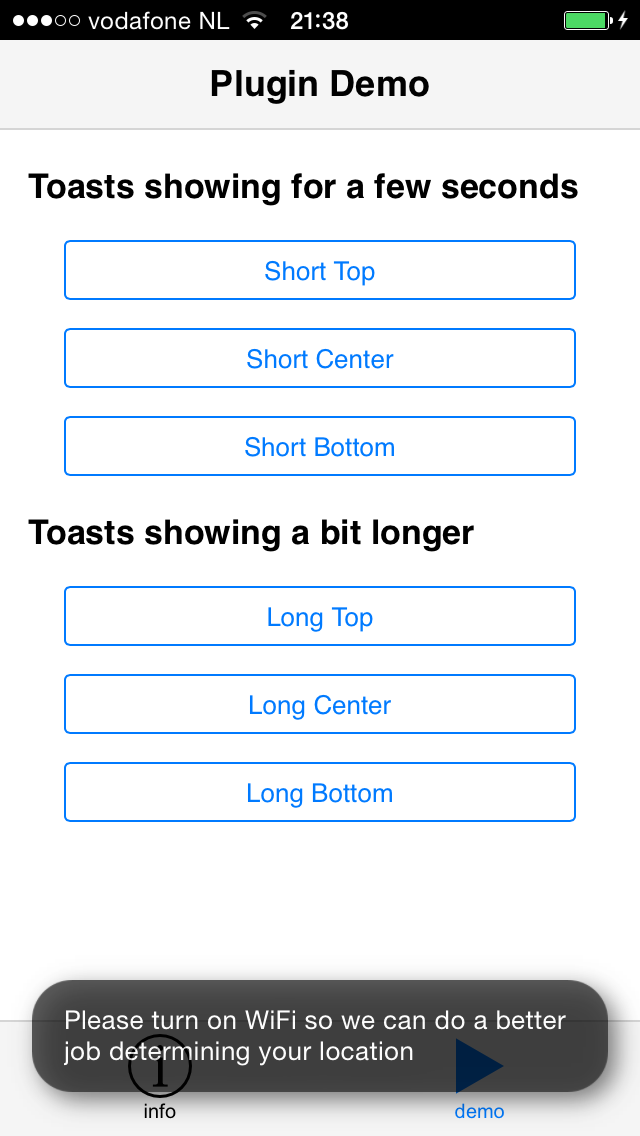 vodafone NL 21:38
Plugin Demo
Toasts showing for a few seconds
Short Top
Short Center
Short Bottom
Toasts showing a bit longer
Long Top
Long Center
Long Bottom
Please turn on WiFi so we can do a better
job determining your location
info demo